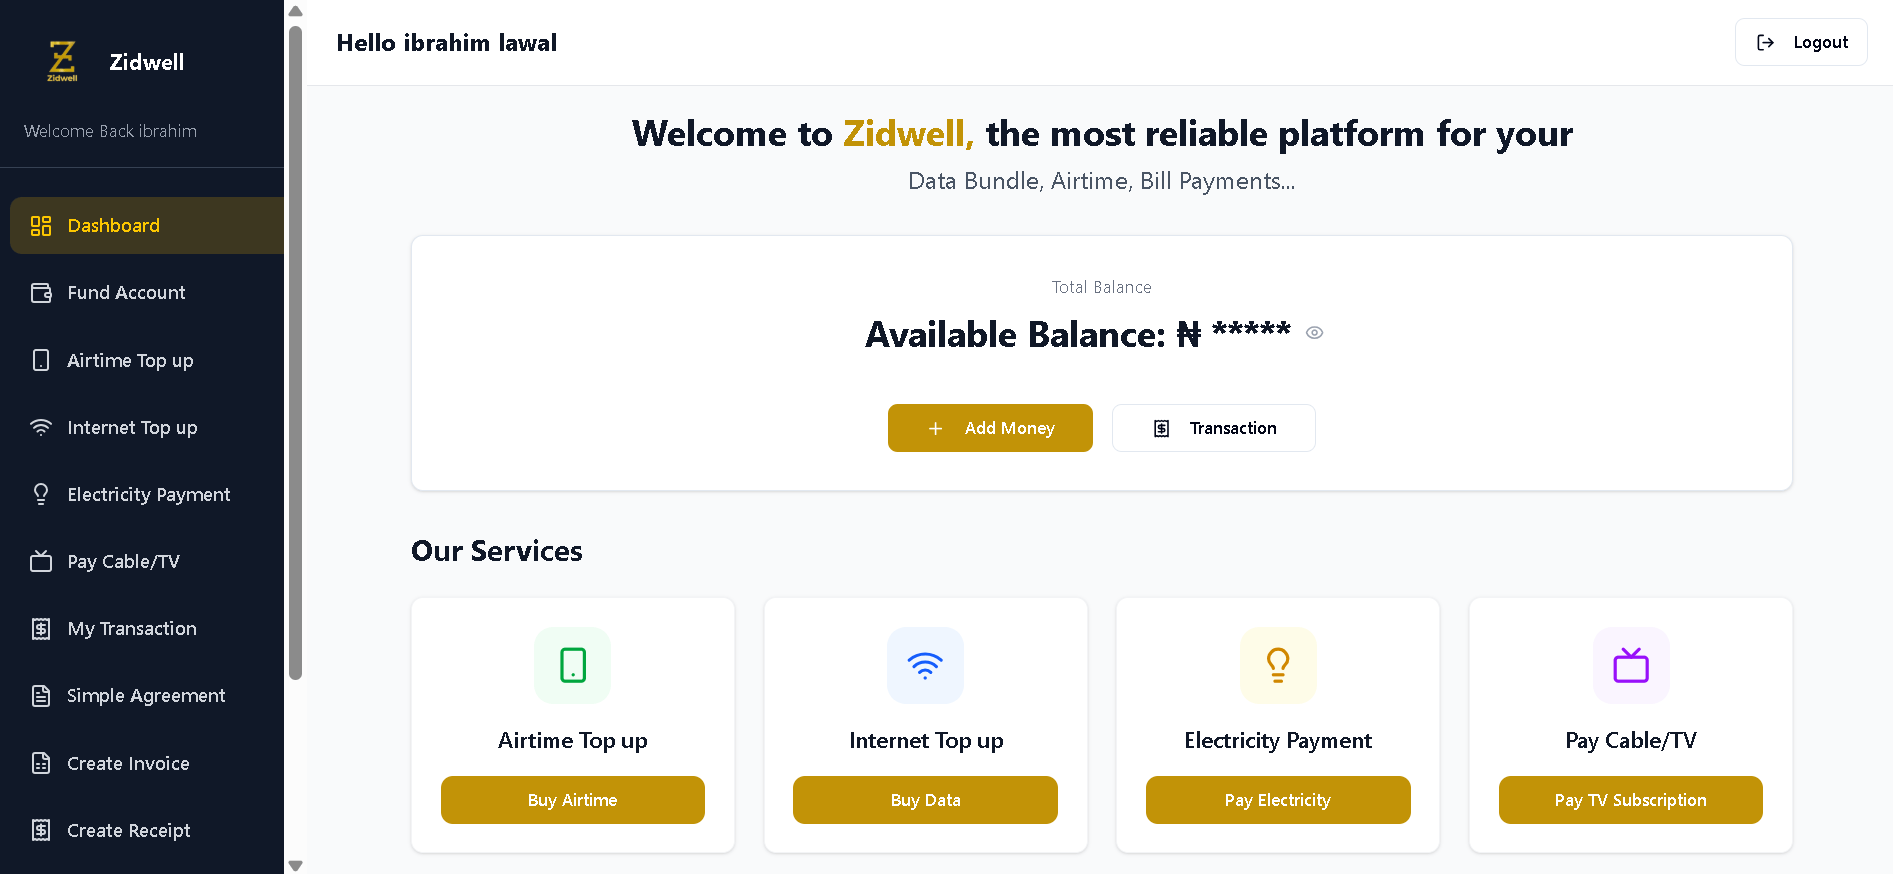 Zidwell
Zidwell
Welcome Back ibrahim
Dashboard
Fund Account
Airtime Top up
Internet Top up
Electricity Payment
Pay Cable/TV
My Transaction
Simple Agreement
Create Invoice
Create Receipt
Hello ibrahim lawal
Logout
Welcome to Zidwell, the most reliable platform for your
Data Bundle, Airtime, Bill Payments...
Total Balance
Available Balance: ₦ *****
Add Money
Transaction
Our Services
Airtime Top up
Buy Airtime
Internet Top up
Buy Data
Electricity Payment
Pay Electricity
Pay Cable/TV
Pay TV Subscription